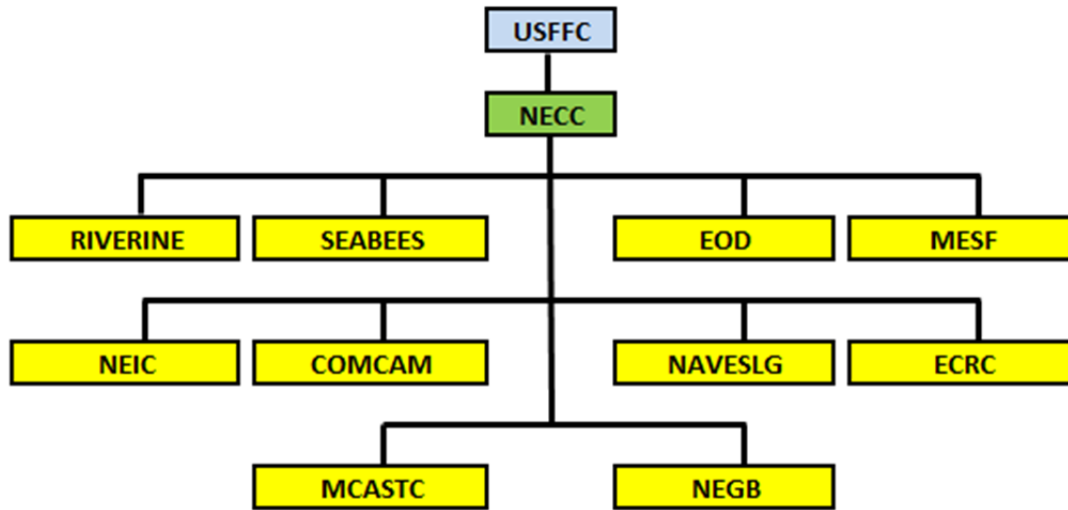 USFFC
NECC
RIVERINE
SEABEES
EOD
MESF
NEIC
COMCAM
NAVESLG
ECRC
MCASTC
NEGB